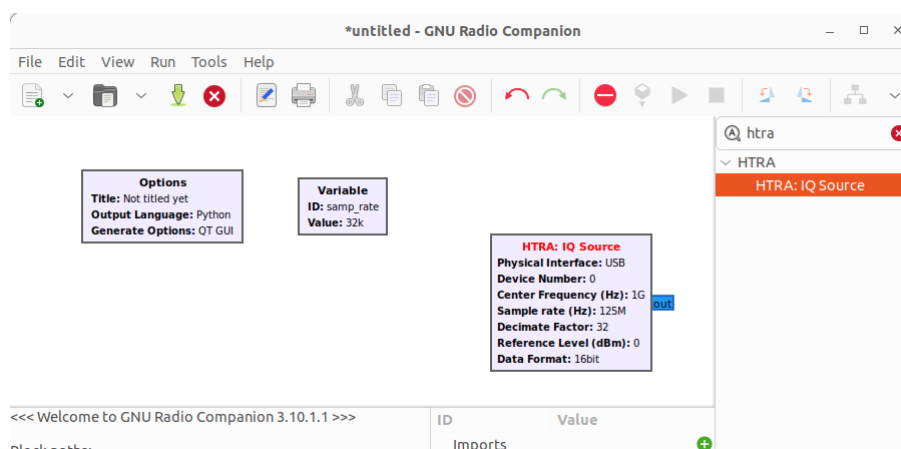 *untitled - GNU Radio Companion
File Edit View Run Tools Help
htra
HTRA
HTRA: IQ Source
Options
Title: Not titled yet
Output Language: Python
Generate Options: QT GUI
Variable
ID: samp_rate
Value: 32k
HTRA: IQ Source
Physical Interface: USB
Device Number: 0
Center Frequency (Hz): 1G
Sample rate (Hz): 125M
Decimate Factor: 32
Reference Level (dBm): 0
Data Format: 16bit
out
<<< Welcome to GNU Radio Companion 3.10.1.1 >>>
ID Value
Imports